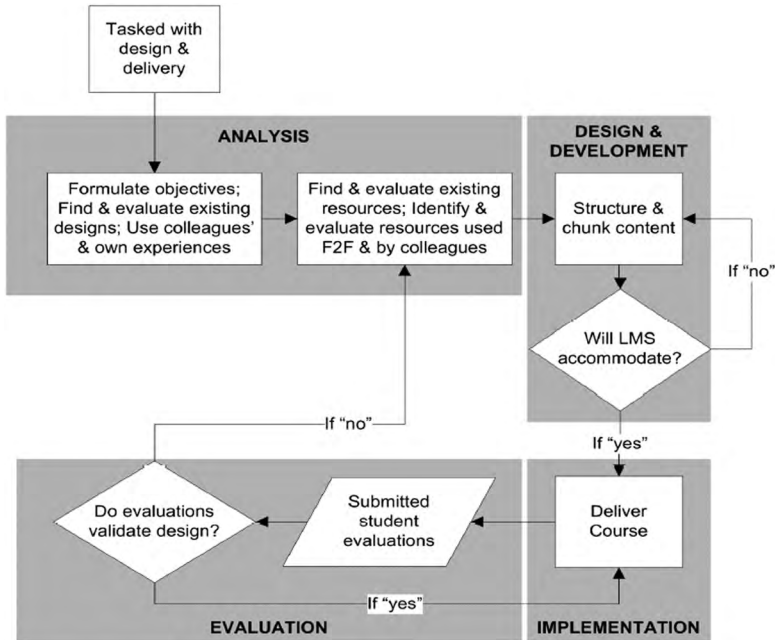 Tasked with
design &
delivery
ANALYSIS
DESIGN &
DEVELOPMENT
Formulate objectives;
Find & evaluate existing
designs; Use colleagues'
& own experiences
Find & evaluate existing
resources; Identify &
evaluate resources used
F2F & by colleagues
Structure &
chunk content
If "no"
Will LMS
accommodate?
If "no"
If "yes"
Do evaluations
validate design?
Submitted
student
evaluations
Deliver
Course
If "yes"
EVALUATION
IMPLEMENTATION